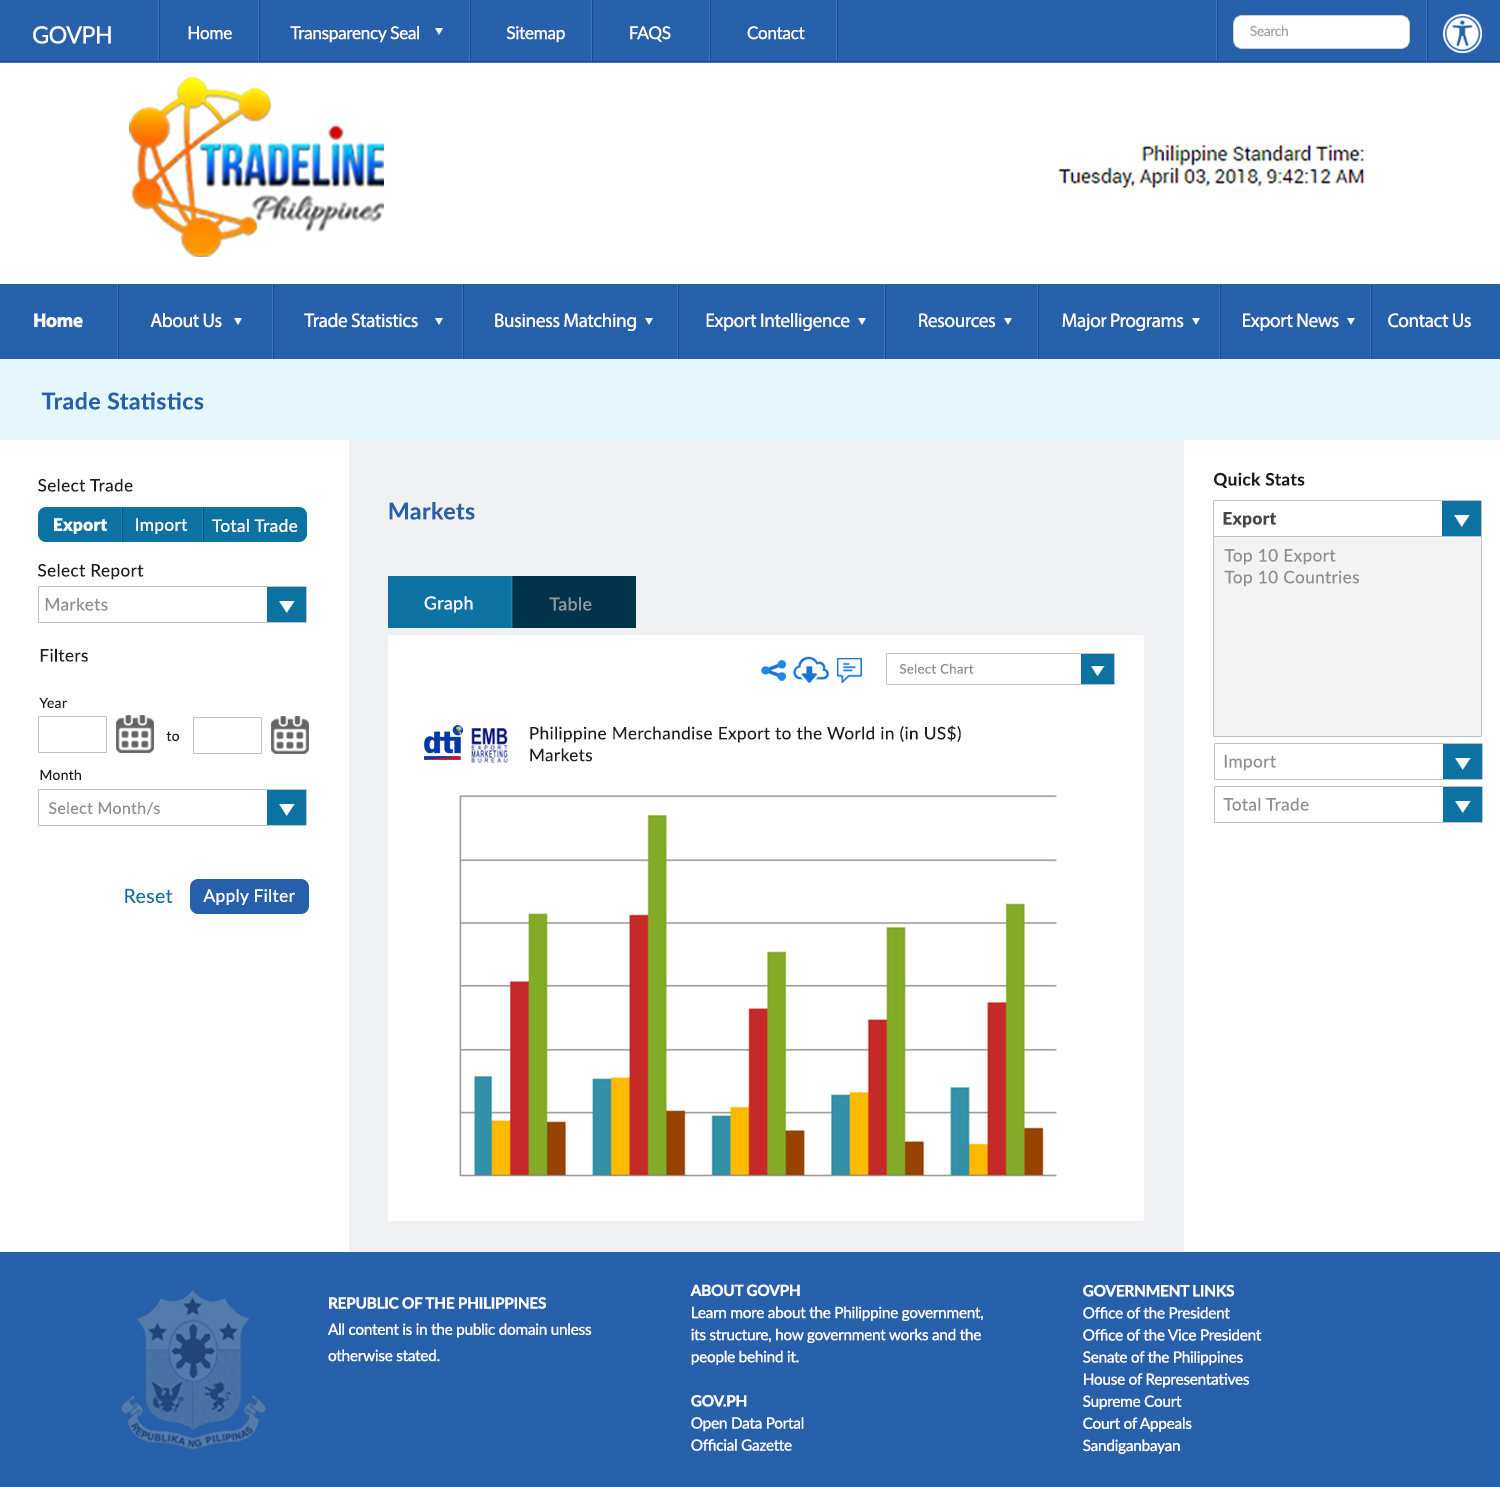 GOVPH
Home
Transparency Seal
Sitemap
FAQS
Contact
Search
TRADELINE
Philippines
Philippine Standard Time:
Tuesday, April 03, 2018, 9:42:12 AM
Home
About Us
Trade Statistics
Business Matching
Export Intelligence
Resources
Major Programs
Export News
Contact Us
Trade Statistics
Select Trade
Export
Import
Total Trade
Select Report
Markets
Filters
Year
to
Month
Select Month/s
Reset
Apply Filter
Markets
Graph
Table
Select Chart
dti
EMB
EXPORT
MARKETING
BUREAU
Philippine Merchandise Export to the World in (in US$)
Markets
Quick Stats
Export
Top 10 Export
Top 10 Countries
Import
Total Trade
REPUBLIKA NG PILIPINAS
REPUBLIC OF THE PHILIPPINES
All content is in the public domain unless
otherwise stated.
ABOUT GOVPH
Learn more about the Philippine government,
its structure, how government works and the
people behind it.
GOV.PH
Open Data Portal
Official Gazette
GOVERNMENT LINKS
Office of the President
Office of the Vice President
Senate of the Philippines
House of Representatives
Supreme Court
Court of Appeals
Sandiganbayan